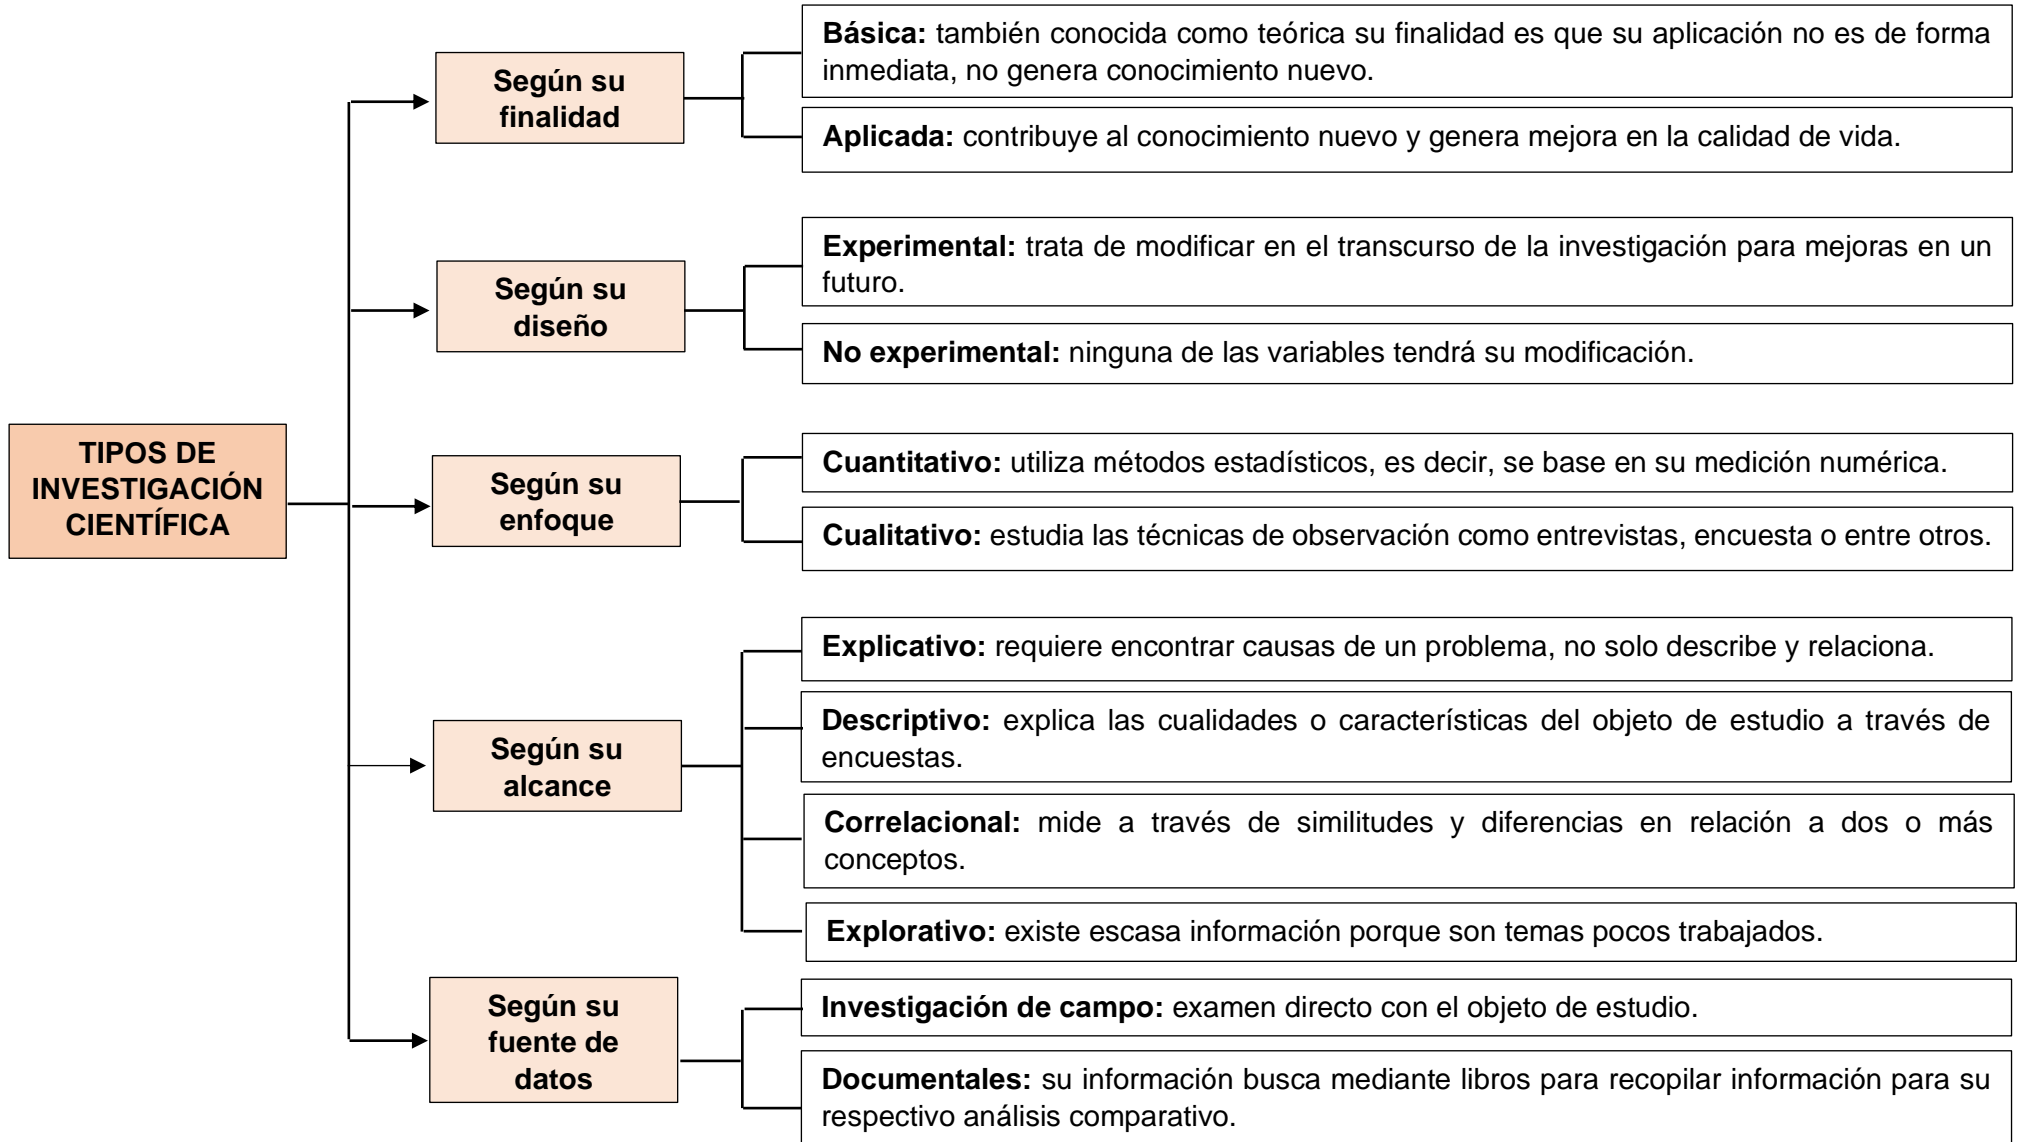 TIPOS DE
INVESTIGACIÓN
CIENTÍFICA
Según su
finalidad
Básica: también conocida como teórica su finalidad es que su aplicación no es de forma
inmediata, no genera conocimiento nuevo.
Aplicada: contribuye al conocimiento nuevo y genera mejora en la calidad de vida.
Según su
diseño
Experimental: trata de modificar en el transcurso de la investigación para mejoras en un
futuro.
No experimental: ninguna de las variables tendrá su modificación.
Según su
enfoque
Cuantitativo: utiliza métodos estadísticos, es decir, se base en su medición numérica.
Cualitativo: estudia las técnicas de observación como entrevistas, encuesta o entre otros.
Según su
alcance
Explicativo: requiere encontrar causas de un problema, no solo describe y relaciona.
Descriptivo: explica las cualidades o características del objeto de estudio a través de
encuestas.
Correlacional: mide a través de similitudes y diferencias en relación a dos o más
conceptos.
Explorativo: existe escasa información porque son temas pocos trabajados.
Según su
fuente de
datos
Investigación de campo: examen directo con el objeto de estudio.
Documentales: su información busca mediante libros para recopilar información para su
respectivo análisis comparativo.